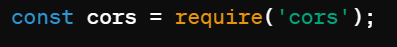 const cors = require('cors');